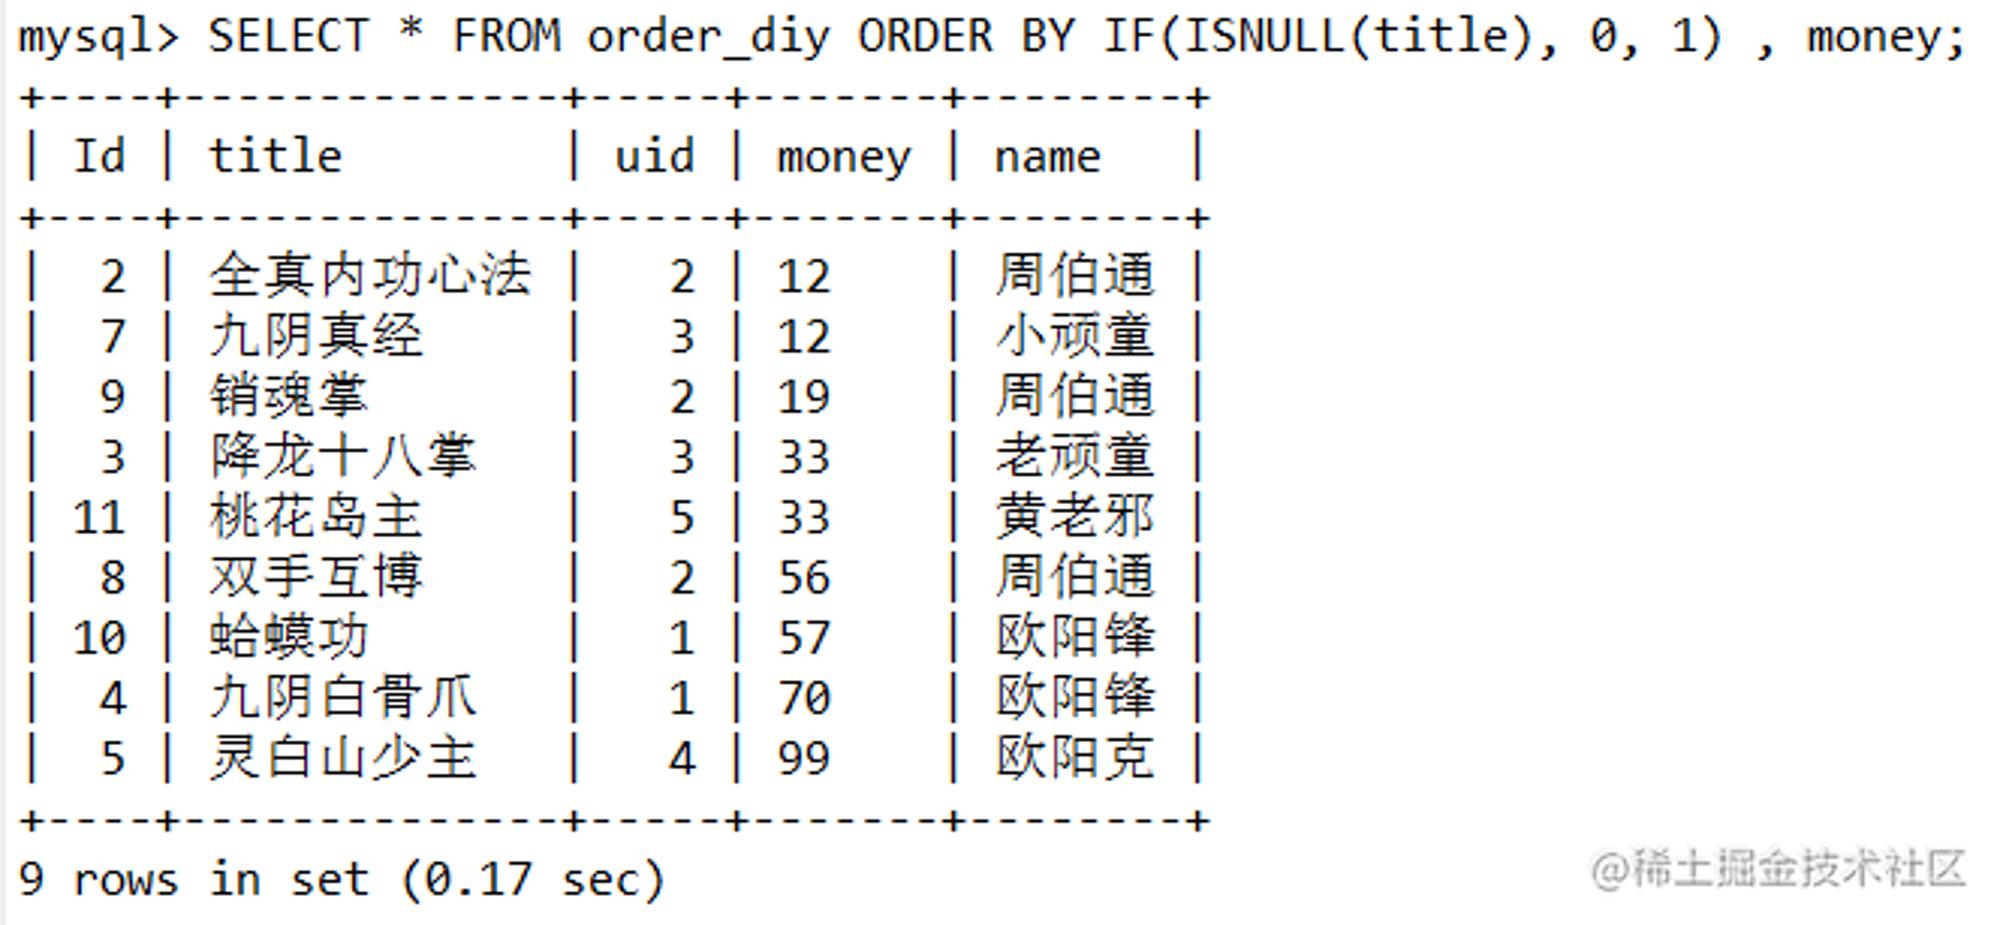 mysql> SELECT * FROM order_diy ORDER BY IF(ISNULL(title), 0, 1) , money;
+----+--------------+-----+-------+--------+
| Id | title        | uid | money | name   |
+----+--------------+-----+-------+--------+
|  2 | 全真内功心法 |   2 | 12    | 周伯通 |
|  7 | 九阴真经     |   3 | 12    | 小顽童 |
|  9 | 销魂掌       |   2 | 19    | 周伯通 |
|  3 | 降龙十八掌   |   3 | 33    | 老顽童 |
| 11 | 桃花岛主     |   5 | 33    | 黄老邪 |
|  8 | 双手互博     |   2 | 56    | 周伯通 |
| 10 | 蛤蟆功       |   1 | 57    | 欧阳锋 |
|  4 | 九阴白骨爪   |   1 | 70    | 欧阳锋 |
|  5 | 灵白山少主   |   4 | 99    | 欧阳克 |
+----+--------------+-----+-------+--------+
9 rows in set (0.17 sec)
@稀土掘金技术社区